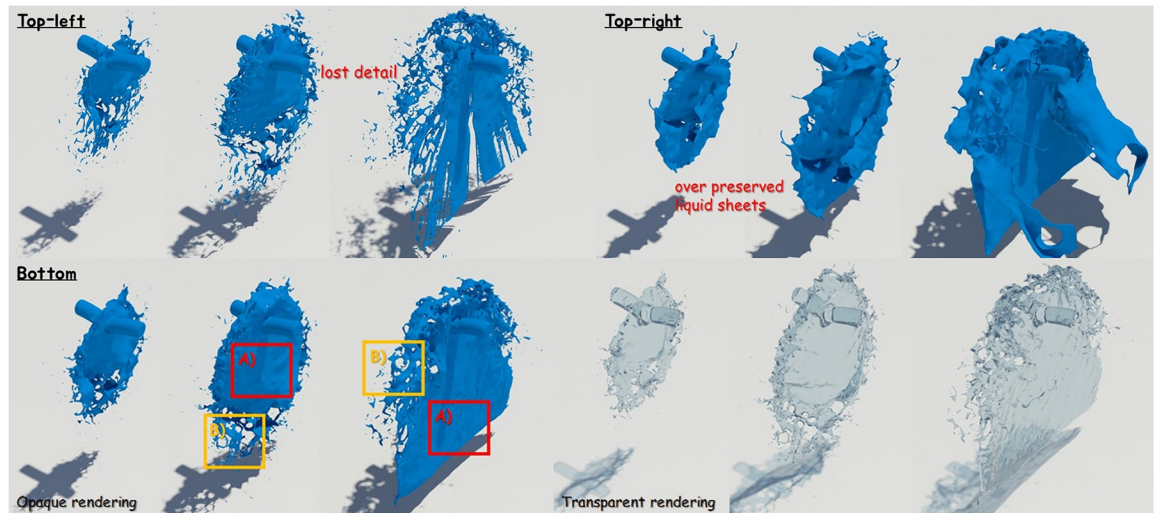 Top-left
Top-right
lost detail
over preserved
liquid sheets
Bottom
A)
B)
B)
A)
Opaque rendering
Transparent rendering